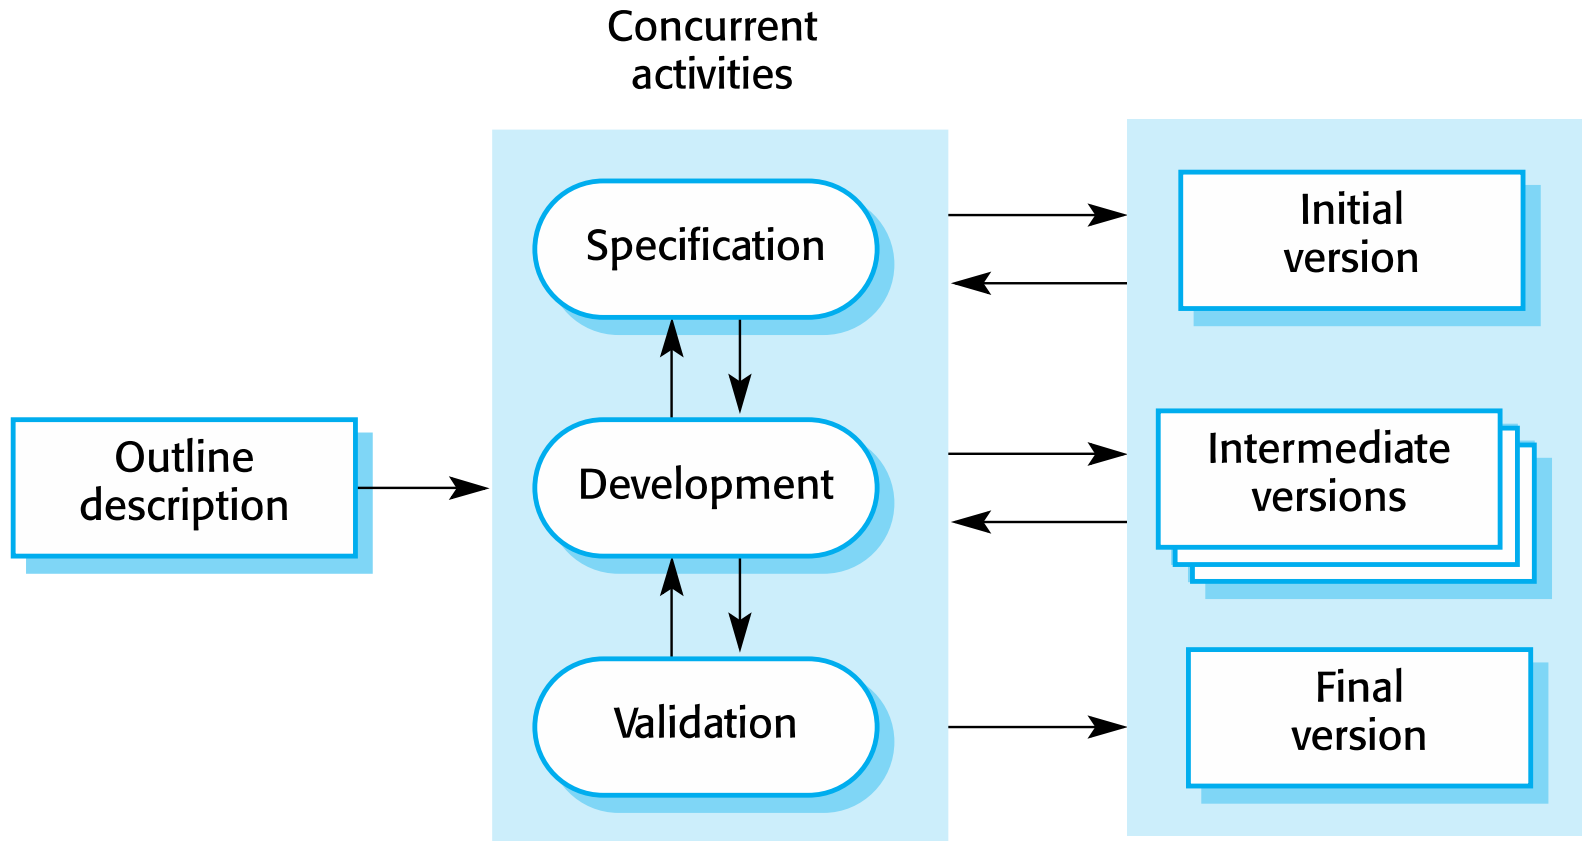 Concurrent
activities
Specification
Initial
version
Outline
description
Development
Intermediate
versions
Validation
Final
version